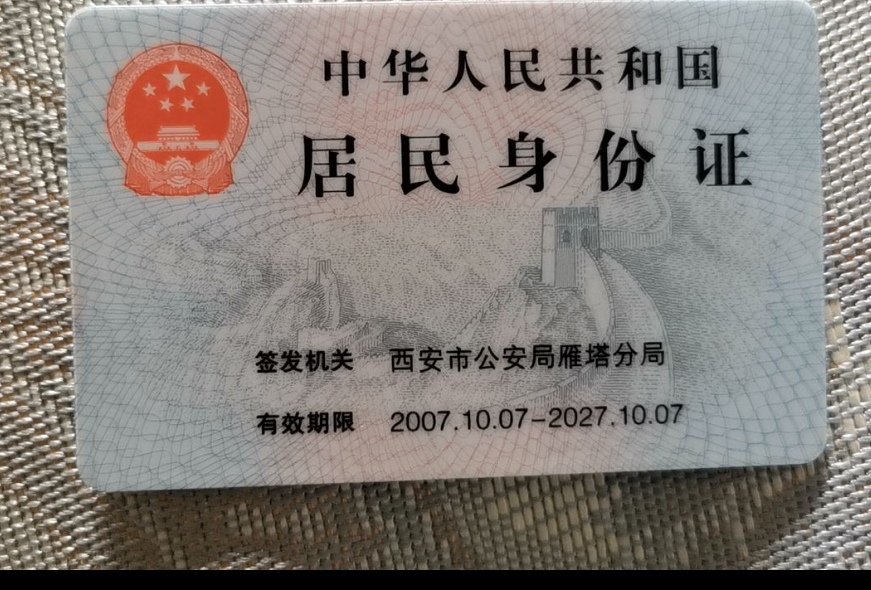 中华人民共和国
居民身份证
签发机关 西安市公安局雁塔分局
有效期限 2007.10.07-2027.10.07